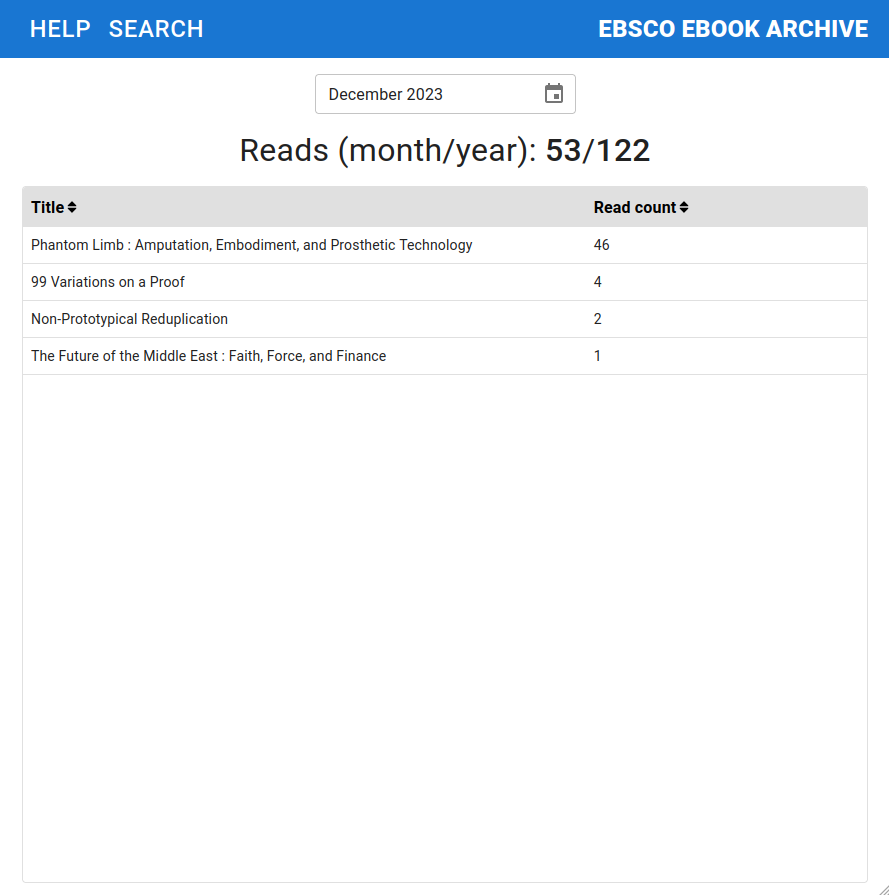 HELP SEARCH EBSCO EBOOK ARCHIVE
December 2023
Reads (month/year): 53/122
Title Read count
Phantom Limb : Amputation, Embodiment, and Prosthetic Technology 46
99 Variations on a Proof 4
Non-Prototypical Reduplication 2
The Future of the Middle East : Faith, Force, and Finance 1